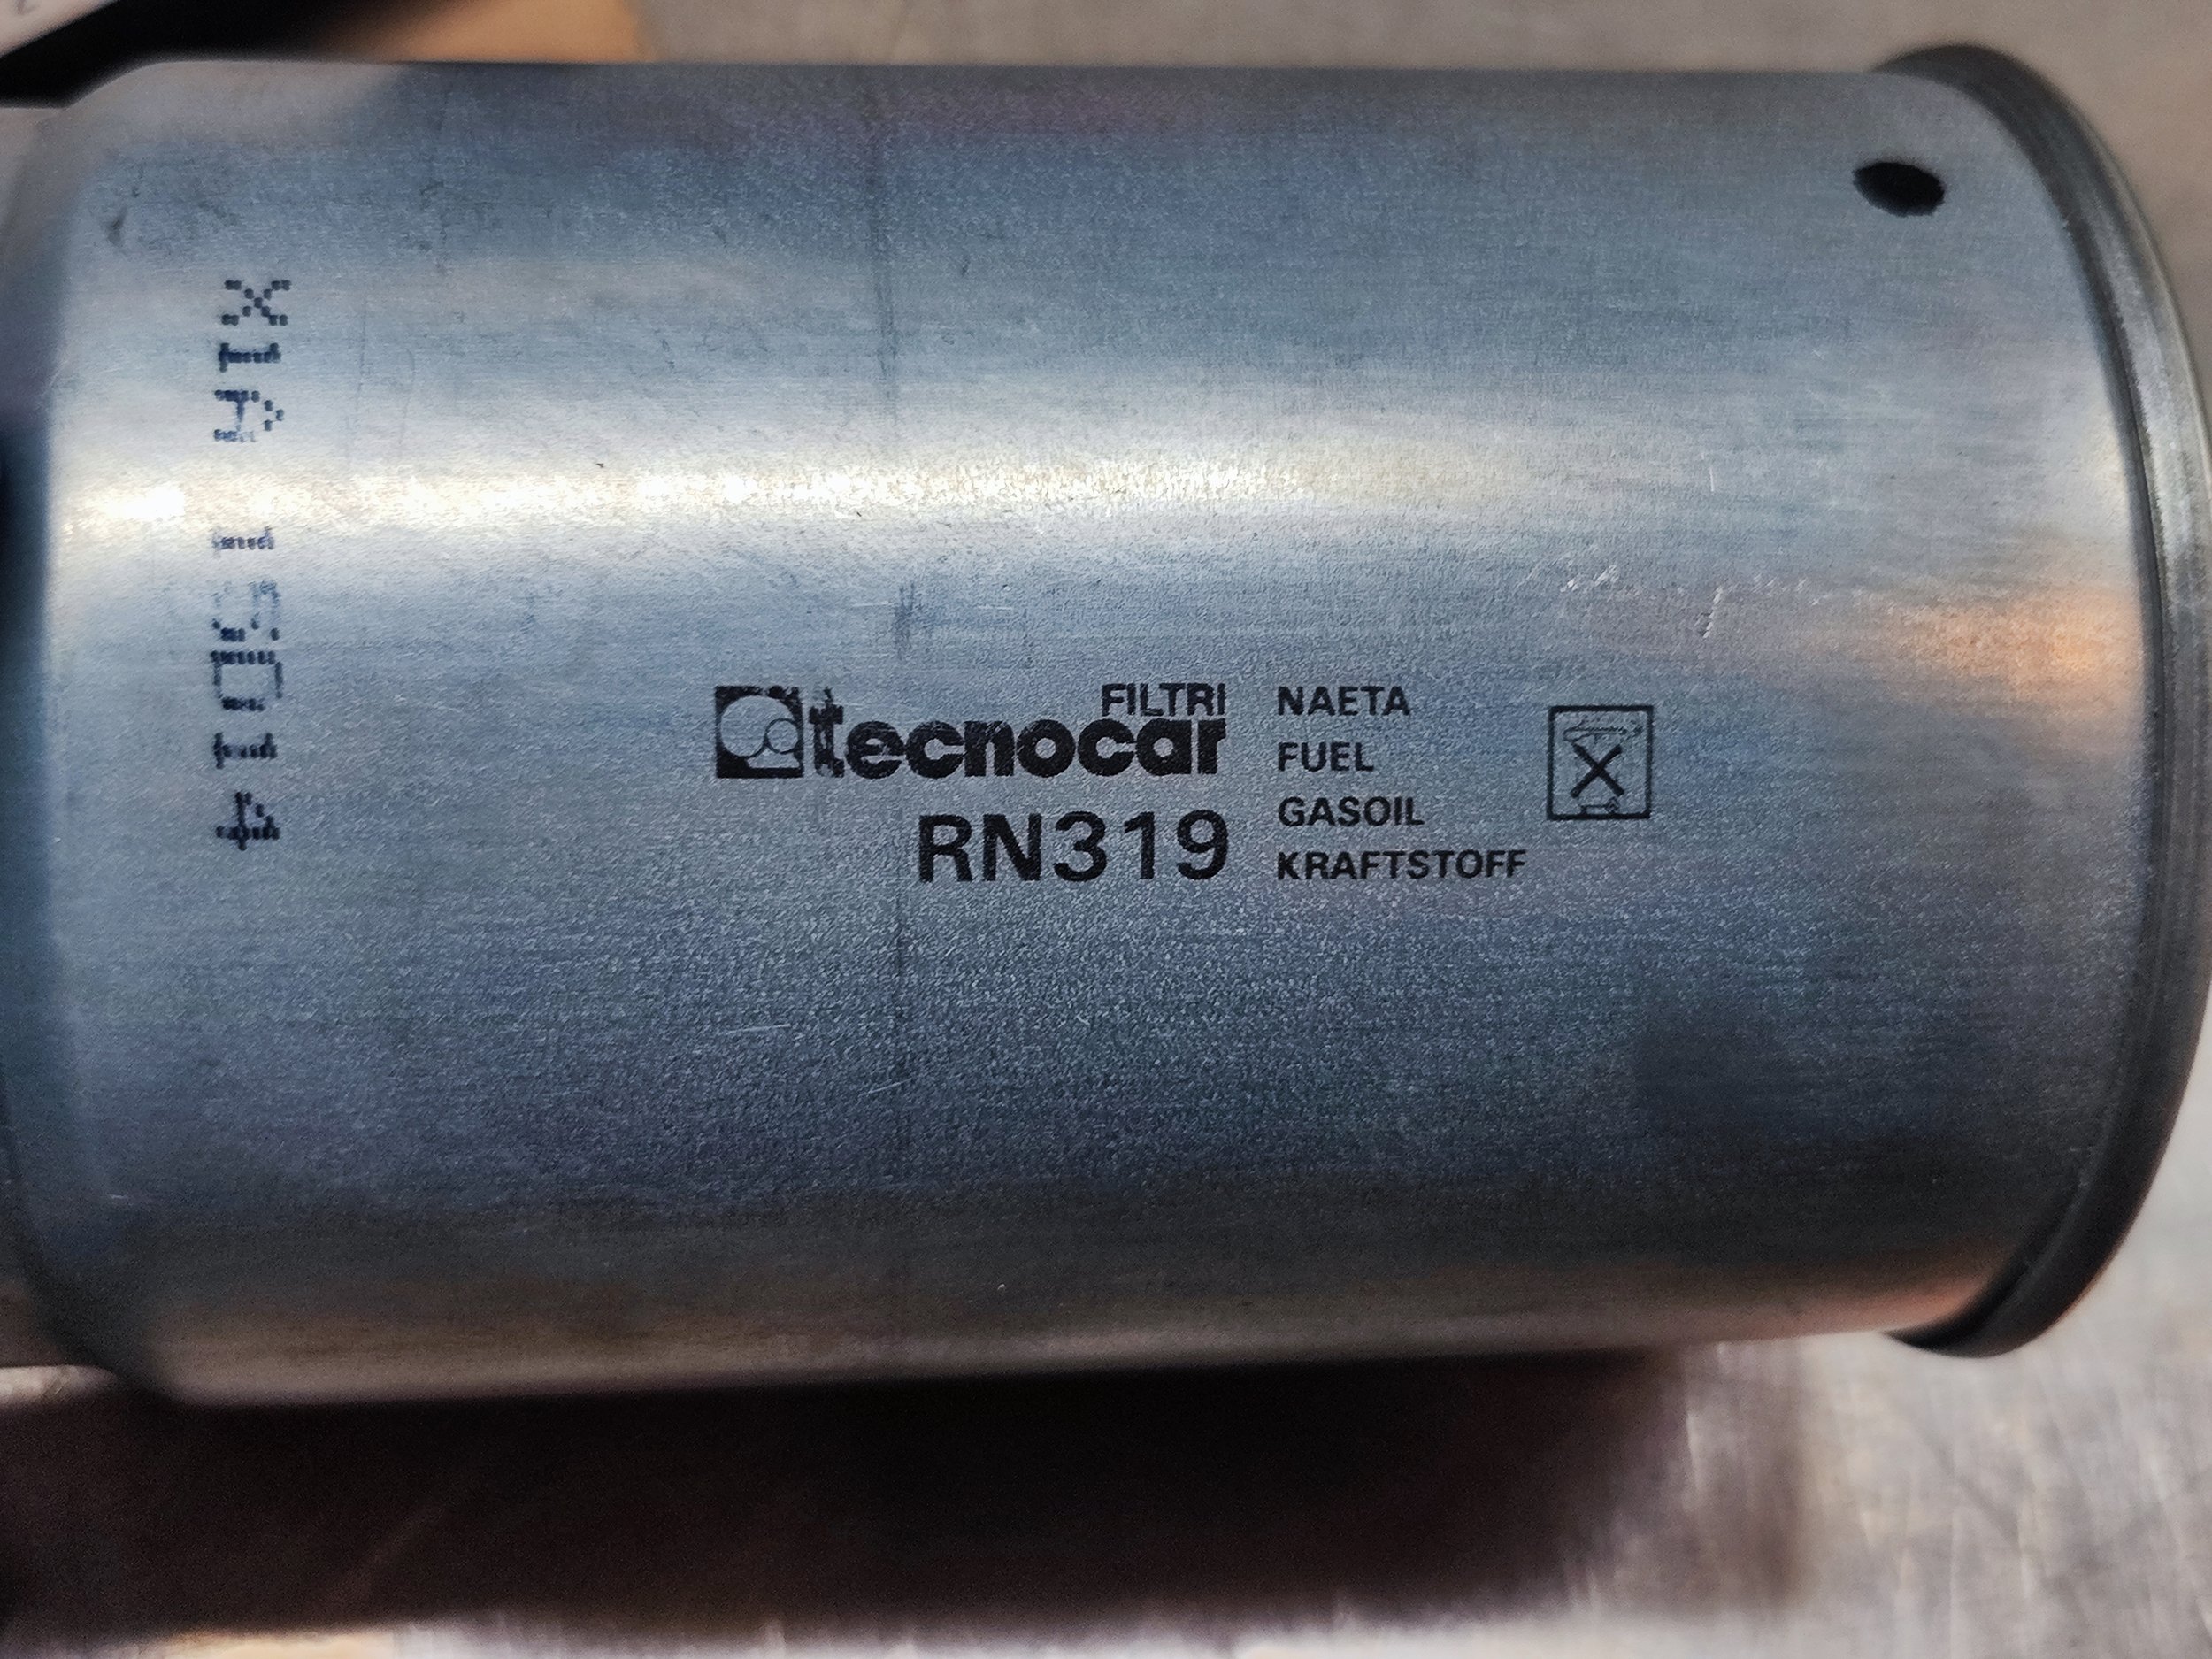 FILTRI
tecnocar
RN319
NAETA
FUEL
GASOIL
KRAFTSTOFF